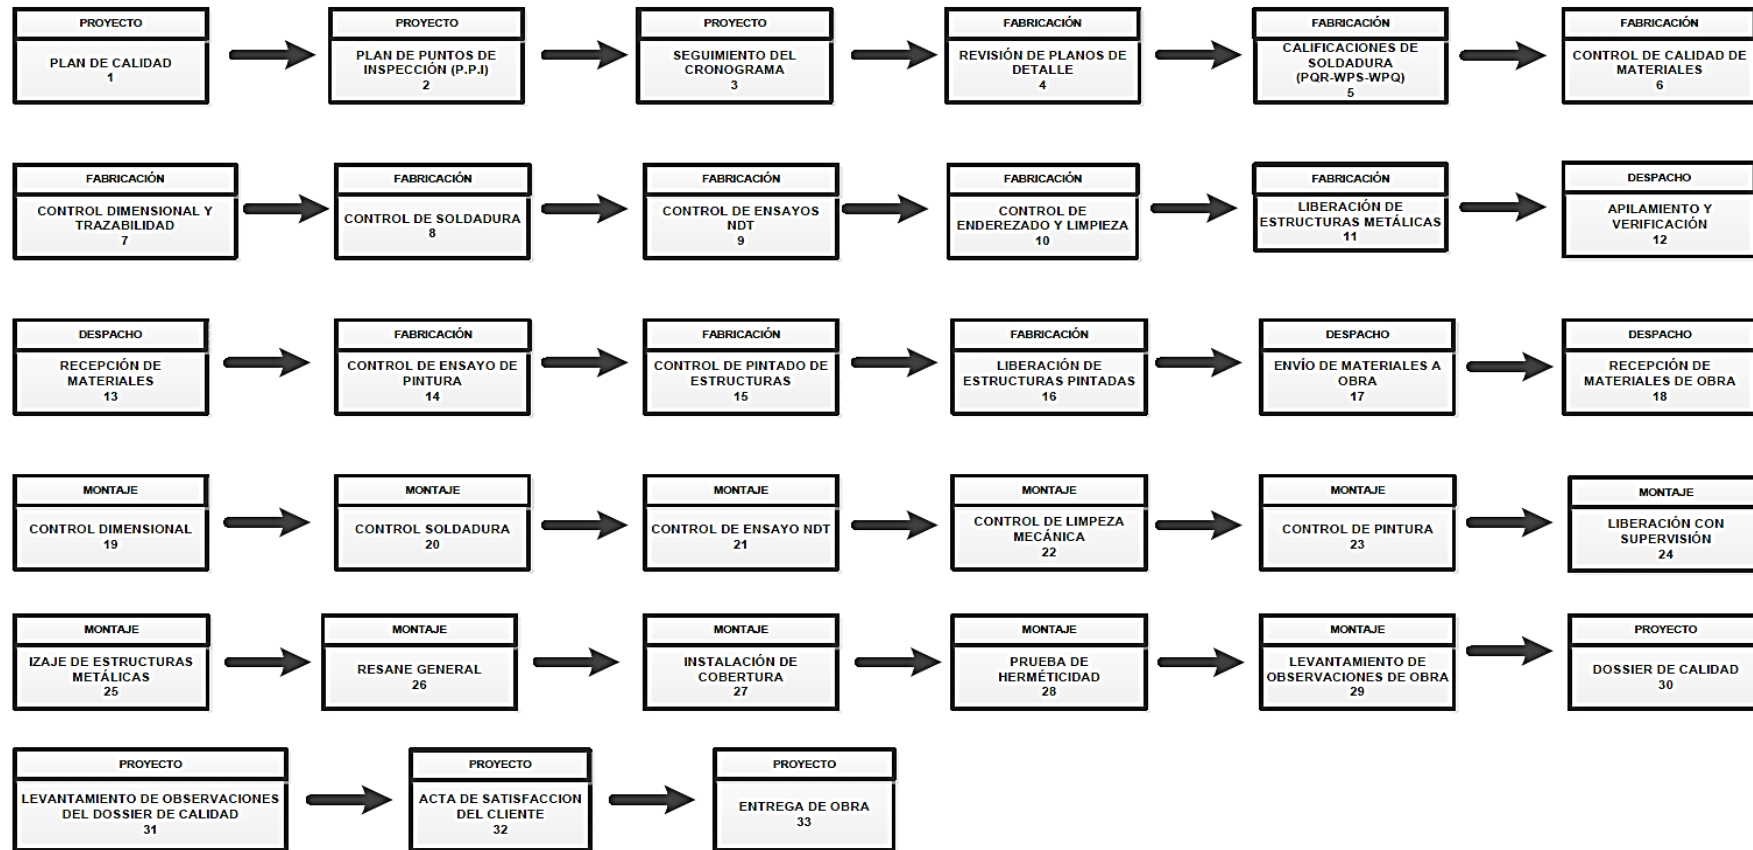 PROYECTO
PLAN DE CALIDAD
1
PROYECTO
PLAN DE PUNTOS DE
INSPECCIÓN (P.P.I)
2
PROYECTO
SEGUIMIENTO DEL
CRONOGRAMA
3
FABRICACIÓN
REVISIÓN DE PLANOS DE
DETALLE
4
FABRICACIÓN
CALIFICACIONES DE
SOLDADURA
(PQR-WPS-WPQ)
5
FABRICACIÓN
CONTROL DE CALIDAD DE
MATERIALES
6
FABRICACIÓN
CONTROL DIMENSIONAL Y
TRAZABILIDAD
7
FABRICACIÓN
CONTROL DE SOLDADURA
8
FABRICACIÓN
CONTROL DE ENSAYOS
NDT
9
FABRICACIÓN
CONTROL DE
ENDEREZADO Y LIMPIEZA
10
FABRICACIÓN
LIBERACIÓN DE
ESTRUCTURAS METÁLICAS
11
DESPACHO
APILAMIENTO Y
VERIFICACIÓN
12
DESPACHO
RECEPCIÓN DE
MATERIALES
13
FABRICACIÓN
CONTROL DE ENSAYO DE
PINTURA
14
FABRICACIÓN
CONTROL DE PINTADO DE
ESTRUCTURAS
15
FABRICACIÓN
LIBERACIÓN DE
ESTRUCTURAS PINTADAS
16
DESPACHO
ENVÍO DE MATERIALES A
OBRA
17
DESPACHO
RECEPCIÓN DE
MATERIALES DE OBRA
18
MONTAJE
CONTROL DIMENSIONAL
19
MONTAJE
CONTROL SOLDADURA
20
MONTAJE
CONTROL DE ENSAYO NDT
21
MONTAJE
CONTROL DE LIMPEZA
MECÁNICA
22
MONTAJE
CONTROL DE PINTURA
23
MONTAJE
LIBERACIÓN CON
SUPERVISIÓN
24
MONTAJE
IZAJE DE ESTRUCTURAS
METÁLICAS
25
MONTAJE
RESANE GENERAL
26
MONTAJE
INSTALACIÓN DE
COBERTURA
27
MONTAJE
PRUEBA DE
HERMÉTICIDAD
28
MONTAJE
LEVANTAMIENTO DE
OBSERVACIONES DE OBRA
29
PROYECTO
DOSSIER DE CALIDAD
30
PROYECTO
LEVANTAMIENTO DE OBSERVACIONES
DEL DOSSIER DE CALIDAD
31
PROYECTO
ACTA DE SATISFACCION
DEL CLIENTE
32
PROYECTO
ENTREGA DE OBRA
33